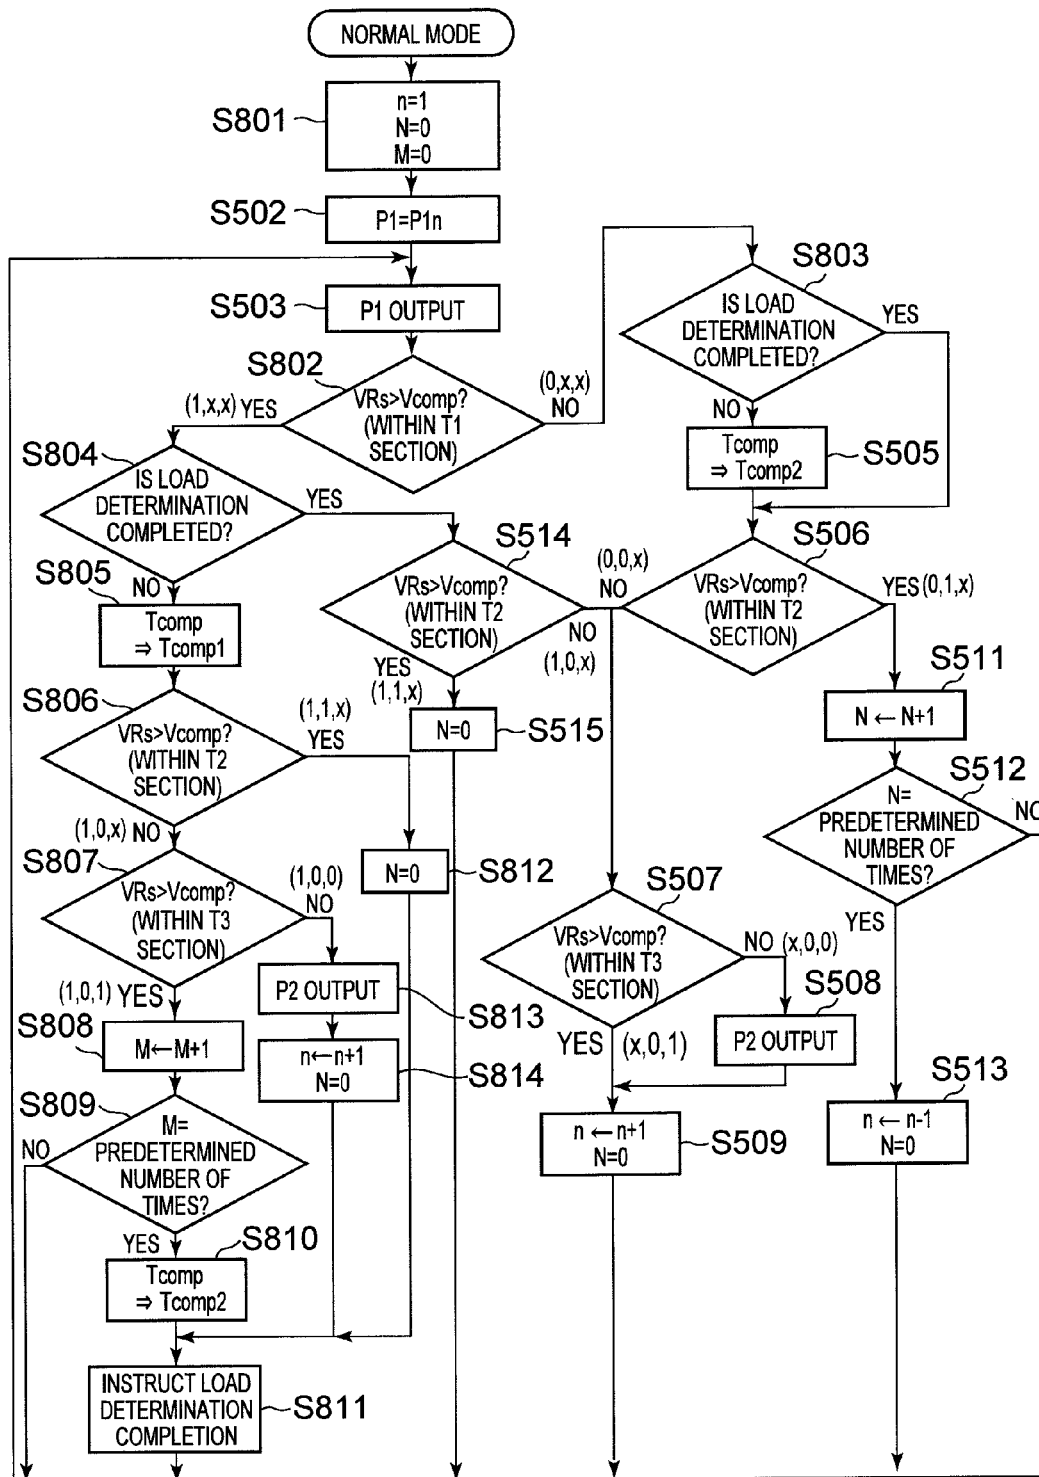 NORMAL MODE
S801
n=1
N=0
M=0
S502
P1=P1n
S503
P1 OUTPUT
S802
VRs>Vcomp?
(WITHIN T1
SECTION)
(1,x,x) YES
(0,x,x)
NO
S803
IS LOAD
DETERMINATION
COMPLETED?
YES
NO
Tcomp
⇒ Tcomp2
S505
S804
IS LOAD
DETERMINATION
COMPLETED?
YES
NO
S805
Tcomp
⇒ Tcomp1
S514
VRs>Vcomp?
(WITHIN T2
SECTION)
NO
(1,0,x)
YES
(1,1,x)
N=0
S515
S506
(0,0,x)
NO
VRs>Vcomp?
(WITHIN T2
SECTION)
YES (0,1,x)
S511
N ← N+1
S512
N=
PREDETERMINED
NUMBER OF
TIMES?
NO
YES
S513
n ← n-1
N=0
S806
VRs>Vcomp?
(WITHIN T2
SECTION)
(1,1,x)
YES
(1,0,x) NO
N=0
S812
S807
VRs>Vcomp?
(WITHIN T3
SECTION)
(1,0,0)
NO
P2 OUTPUT
S813
n←n+1
N=0
S814
(1,0,1) YES
S808
M←M+1
S809
M=
PREDETERMINED
NUMBER OF
TIMES?
NO
YES
S810
Tcomp
⇒ Tcomp2
INSTRUCT LOAD
DETERMINATION
COMPLETION
S811
S507
VRs>Vcomp?
(WITHIN T3
SECTION)
NO (x,0,0)
S508
P2 OUTPUT
YES (x,0,1)
n ← n+1
N=0
S509